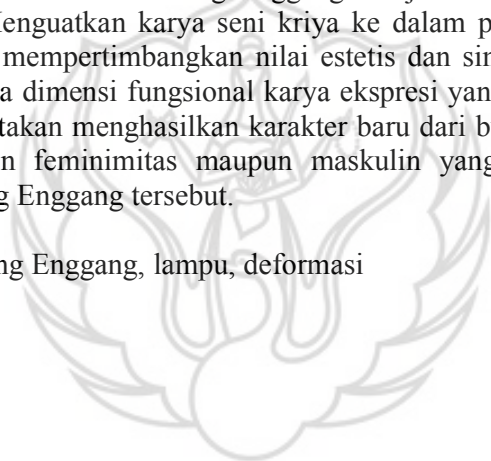 enguatkan karya seni kriya ke dalam p
mempertimbangkan nilai estetis dan sin
a dimensi fungsional karya ekspresi yan
takan menghasilkan karakter baru dari b
n feminimitas maupun maskulin yang
g Enggang tersebut.
ng Enggang, lampu, deformasi